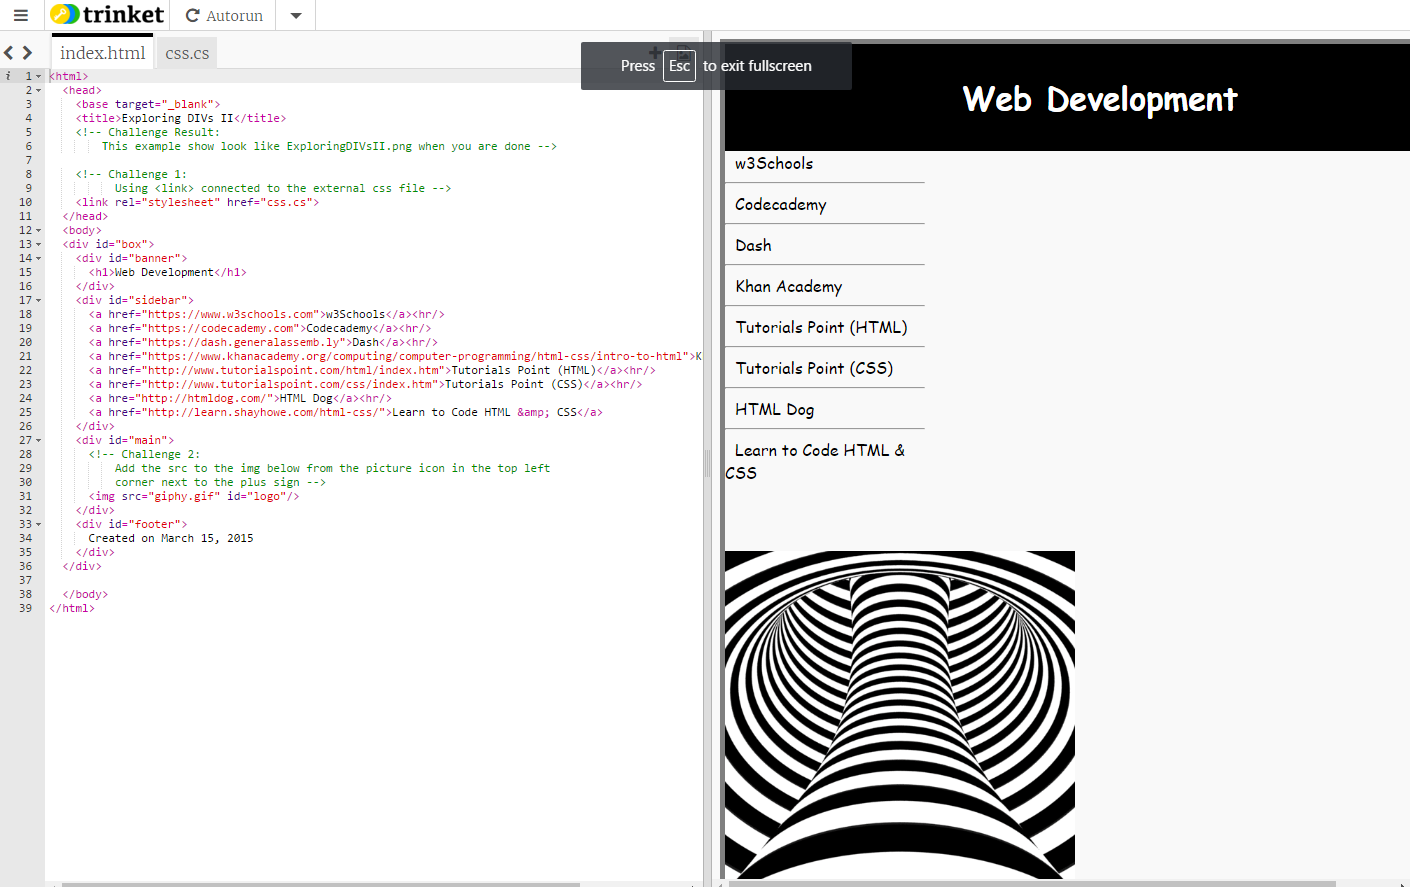 trinket
Autorun
index.html
css.cs
Press Esc to exit fullscreen
i 1 <html>
2 <head>
3 <base target="_blank">
4 <title>Exploring DIVs II</title>
5 <!-- Challenge Result:
6 This example show look like ExploringDIVsII.png when you are done -->
7
8 <!-- Challenge 1:
9 Using <link> connected to the external css file -->
10 <link rel="stylesheet" href="css.cs">
11 </head>
12 <body>
13 <div id="box">
14 <div id="banner">
15 <h1>Web Development</h1>
16 </div>
17 <div id="sidebar">
18 <a href="https://www.w3schools.com">w3Schools</a><hr/>
19 <a href="https://codecademy.com">Codecademy</a><hr/>
20 <a href="https://dash.generalassemb.ly">Dash</a><hr/>
21 <a href="https://www.khanacademy.org/computing/computer-programming/html-css/intro-to-html">K
22 <a href="http://www.tutorialspoint.com/html/index.htm">Tutorials Point (HTML)</a><hr/>
23 <a href="http://www.tutorialspoint.com/css/index.htm">Tutorials Point (CSS)</a><hr/>
24 <a hre="http://htmldog.com/">HTML Dog</a><hr/>
25 <a href="http://learn.shayhowe.com/html-css/">Learn to Code HTML &amp; CSS</a>
26 </div>
27 <div id="main">
28 <!-- Challenge 2:
29 Add the src to the img below from the picture icon in the top left
30 corner next to the plus sign -->
31 <img src="giphy.gif" id="logo"/>
32 </div>
33 <div id="footer">
34 Created on March 15, 2015
35 </div>
36 </div>
37
38 </body>
39 </html>
Web Development
w3Schools
Codecademy
Dash
Khan Academy
Tutorials Point (HTML)
Tutorials Point (CSS)
HTML Dog
Learn to Code HTML &
CSS